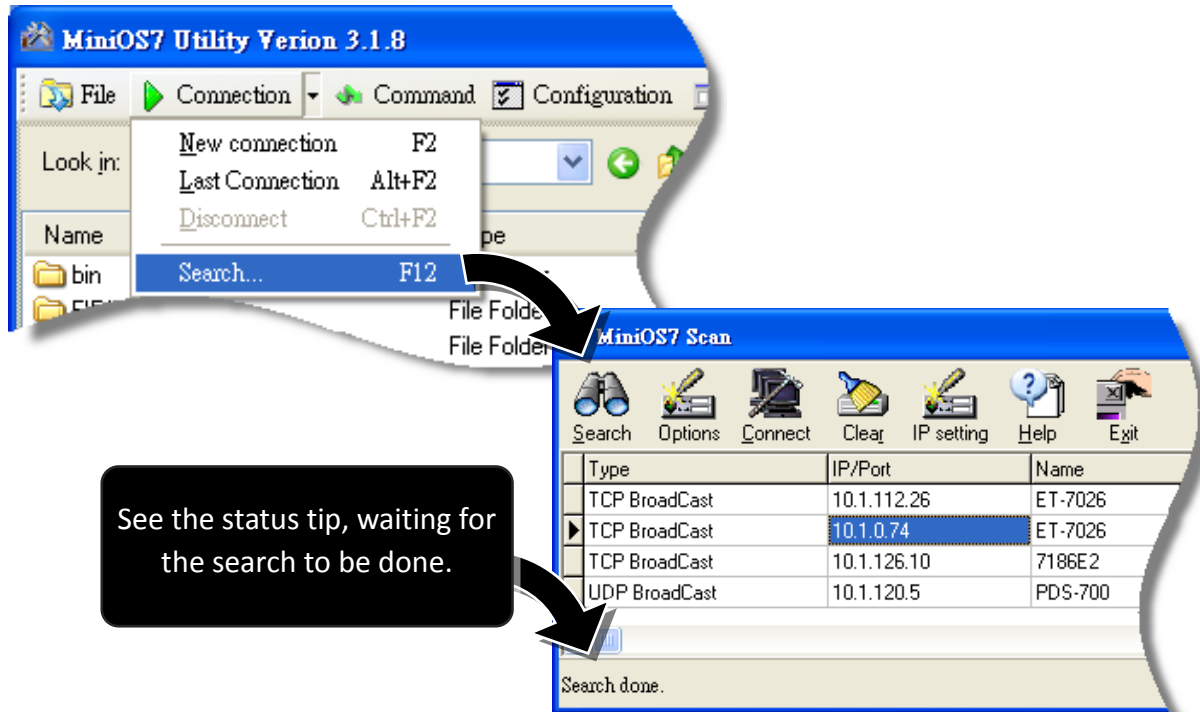 MiniOS7 Utility Verion 3.1.8
File Connection Command Configuration
New connection F2
Last Connection Alt+F2
Disconnect Ctrl+F2
Search... F12
Look in:
Name
bin
File Folder
File Folder
MiniOS7 Scan
Search Options Connect Clear IP setting Help Exit
Type IP/Port Name
TCP BroadCast 10.1.112.26 ET-7026
TCP BroadCast 10.1.0.74 ET-7026
TCP BroadCast 10.1.126.10 7186E2
UDP BroadCast 10.1.120.5 PDS-700
Search done.
See the status tip, waiting for
the search to be done.